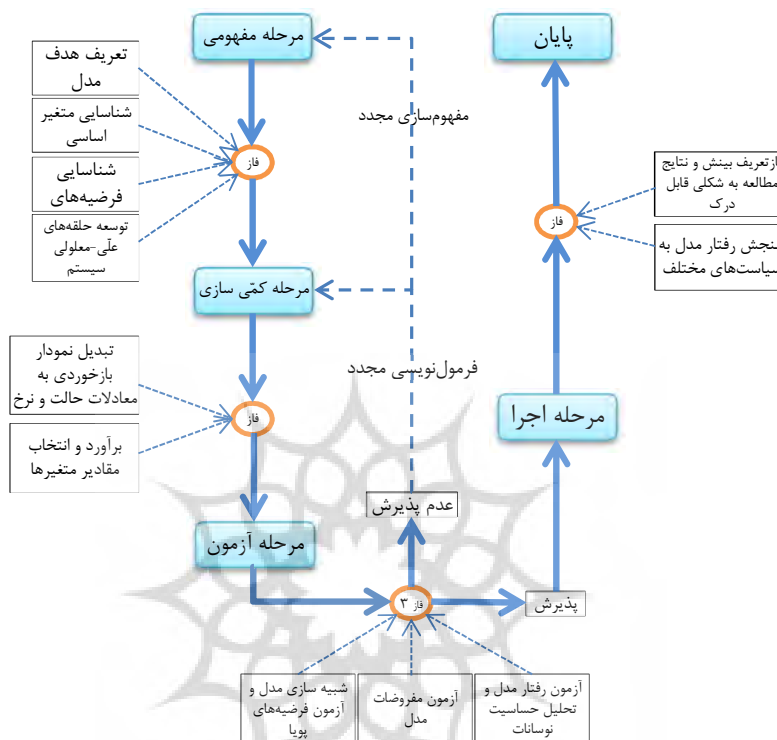 مرحله مفهومی
پایان
تعریف هدف
مدل
شناسایی متغیر
اساسی
شناسایی
فرضیه‌های
توسعه حلقه‌های
علّی-معلولی
سیستم
فاز
مفهوم‌سازی مجدد
ازتعریف بینش و نتایج
مطالعه به شکلی قابل
درک
فاز
نجش رفتار مدل به
سیاست‌های مختلف
مرحله کمّی سازی
فرمول‌نویسی مجدد
تبدیل نمودار
بازخوردی به
معادلات حالت و نرخ
فاز
برآورد و انتخاب
مقادیر متغیرها
مرحله اجرا
عدم پذیرش
مرحله آزمون
فاز ۳
پذیرش
شبیه سازی مدل و
آزمون فرضیه‌های
پویا
آزمون مفروضات
مدل
آزمون رفتار مدل و
تحلیل حساسیت
نوسانات